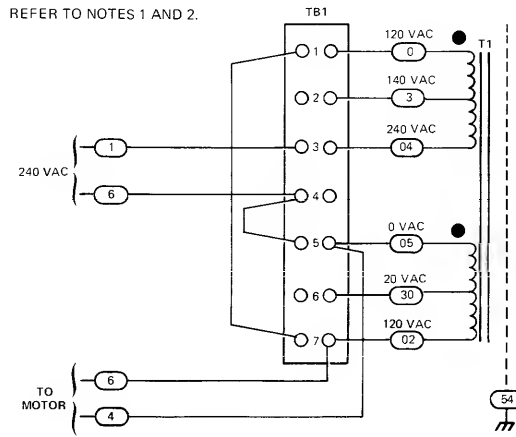 REFER TO NOTES 1 AND 2.
TB1
120 VAC
T1
1
0
140 VAC
2
3
240 VAC
1
3
04
240 VAC
6
4
0 VAC
5
05
20 VAC
6
30
120 VAC
7
02
6
TO
MOTOR
4
54